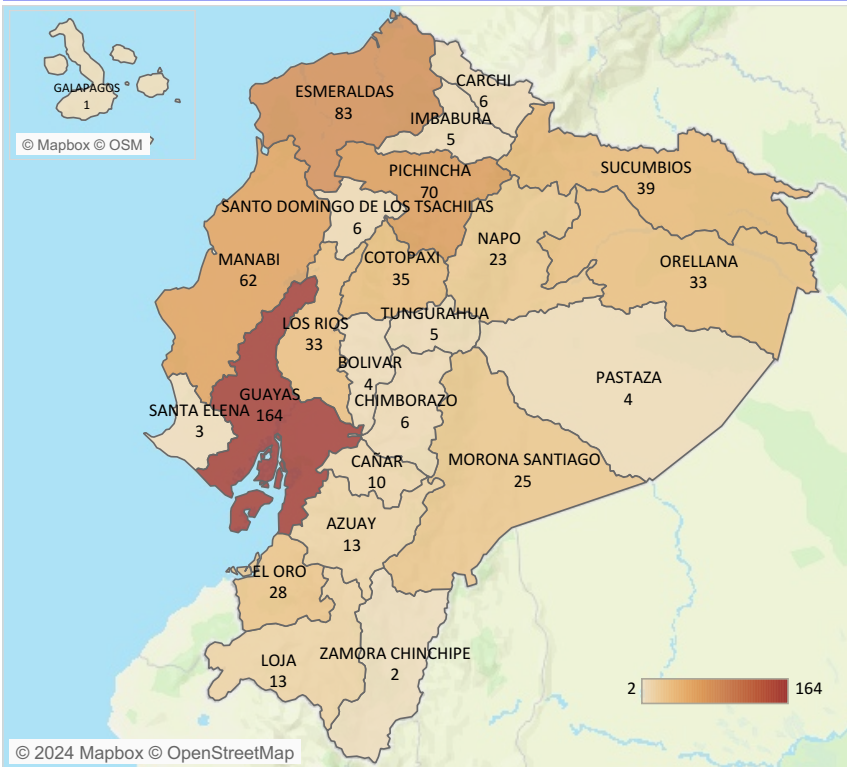 GALAPAGOS
1
© Mapbox © OSM
ESMERALDAS
83
CARCHI
6
IMBABURA
5
PICHINCHA
70
SUCUMBIOS
39
SANTO DOMINGO DE LOS TSACHILAS
6
NAPO
23
MANABI
62
COTOPAXI
35
ORELLANA
33
LOS RIOS
33
TUNGURAHUA
5
BOLIVAR
4
PASTAZA
4
GUAYAS
164
CHIMBORAZO
6
SANTA ELENA
3
CAÑAR
10
MORONA SANTIAGO
25
AZUAY
13
EL ORO
28
LOJA
13
ZAMORA CHINCHIPE
2
2 164
© 2024 Mapbox © OpenStreetMap